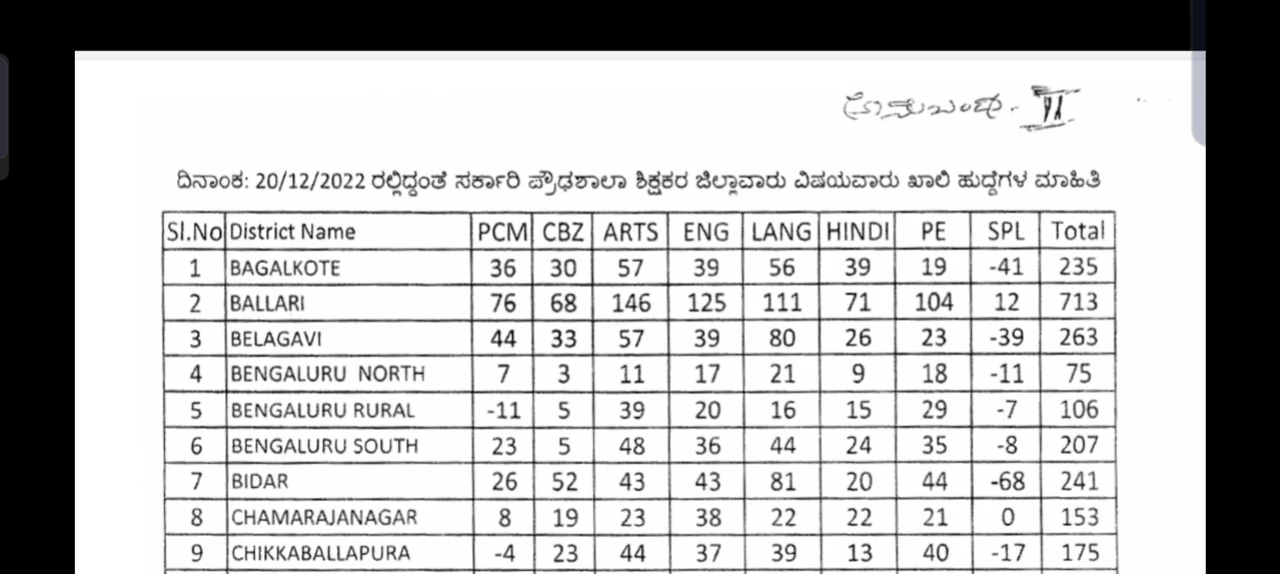 ಅನುಬಂಧ - II
ದಿನಾಂಕ: 20/12/2022 ರಲ್ಲಿದ್ದಂತೆ ಸರ್ಕಾರಿ ಪ್ರೌಢಶಾಲಾ ಶಿಕ್ಷಕರ ಜಿಲ್ಲಾವಾರು ವಿಷಯವಾರು ಖಾಲಿ ಹುದ್ದೆಗಳ ಮಾಹಿತಿ
Sl.No District Name PCM CBZ ARTS ENG LANG HINDI PE SPL Total
1 BAGALKOTE 36 30 57 39 56 39 19 -41 235
2 BALLARI 76 68 146 125 111 71 104 12 713
3 BELAGAVI 44 33 57 39 80 26 23 -39 263
4 BENGALURU NORTH 7 3 11 17 21 9 18 -11 75
5 BENGALURU RURAL -11 5 39 20 16 15 29 -7 106
6 BENGALURU SOUTH 23 5 48 36 44 24 35 -8 207
7 BIDAR 26 52 43 43 81 20 44 -68 241
8 CHAMARAJANAGAR 8 19 23 38 22 22 21 0 153
9 CHIKKABALLAPURA -4 23 44 37 39 13 40 -17 175